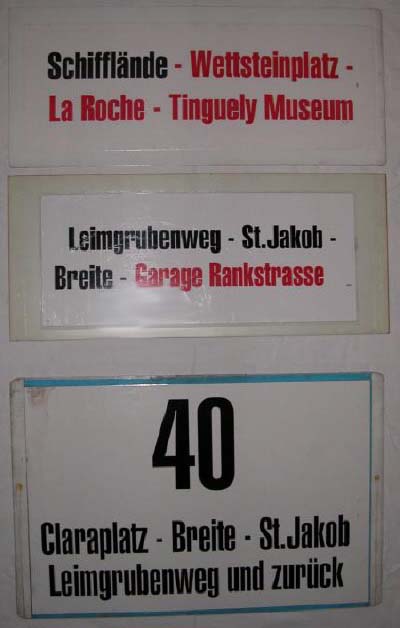 Schifflände - Wettsteinplatz -
La Roche - Tinguely Museum
Leimgrubenweg - St.Jakob -
Breite - Garage Rankstrasse
40
Claraplatz - Breite - St.Jakob
Leimgrubenweg und zurück